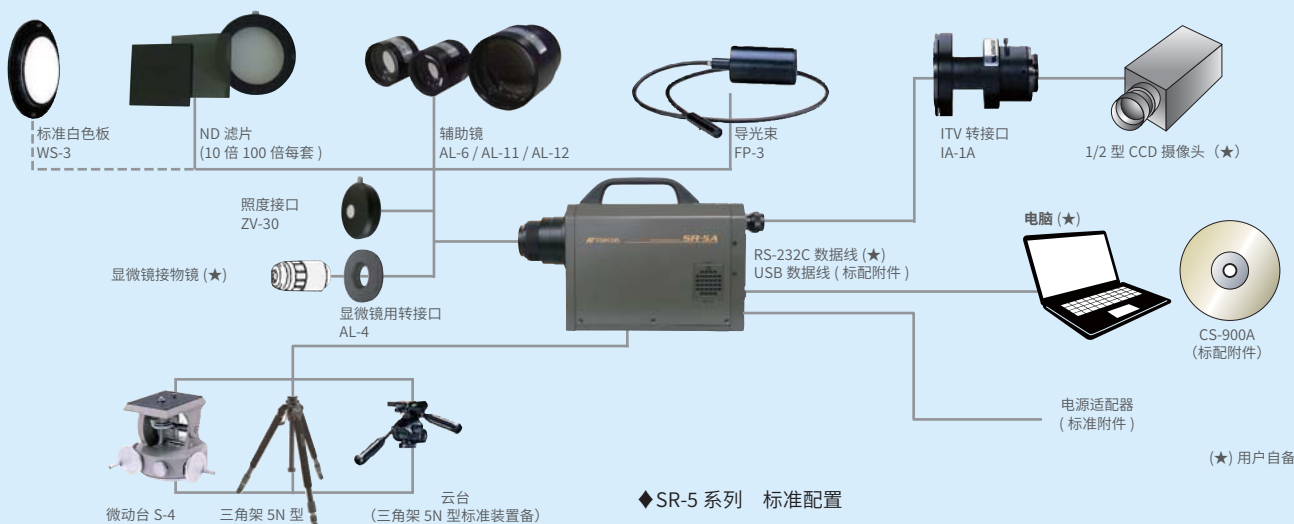 标准白色板
WS-3
ND 滤片
(10 倍 100 倍每套 )
辅助镜
AL-6 / AL-11 / AL-12
导光束
FP-3
ITV 转接口
IA-1A
1/2 型 CCD 摄像头（★）
照度接口
ZV-30
显微镜接物镜 (★)
显微镜用转接口
AL-4
TOPCON
SR-5A
RS-232C 数据线 (★)
USB 数据线 ( 标配附件 )
电脑 (★)
CS-900A
（标配附件）
电源适配器
( 标准附件 )
(★) 用户自备
微动台 S-4
三角架 5N 型
云台
（三角架 5N 型标准装置备）
◆SR-5 系列 标准配置